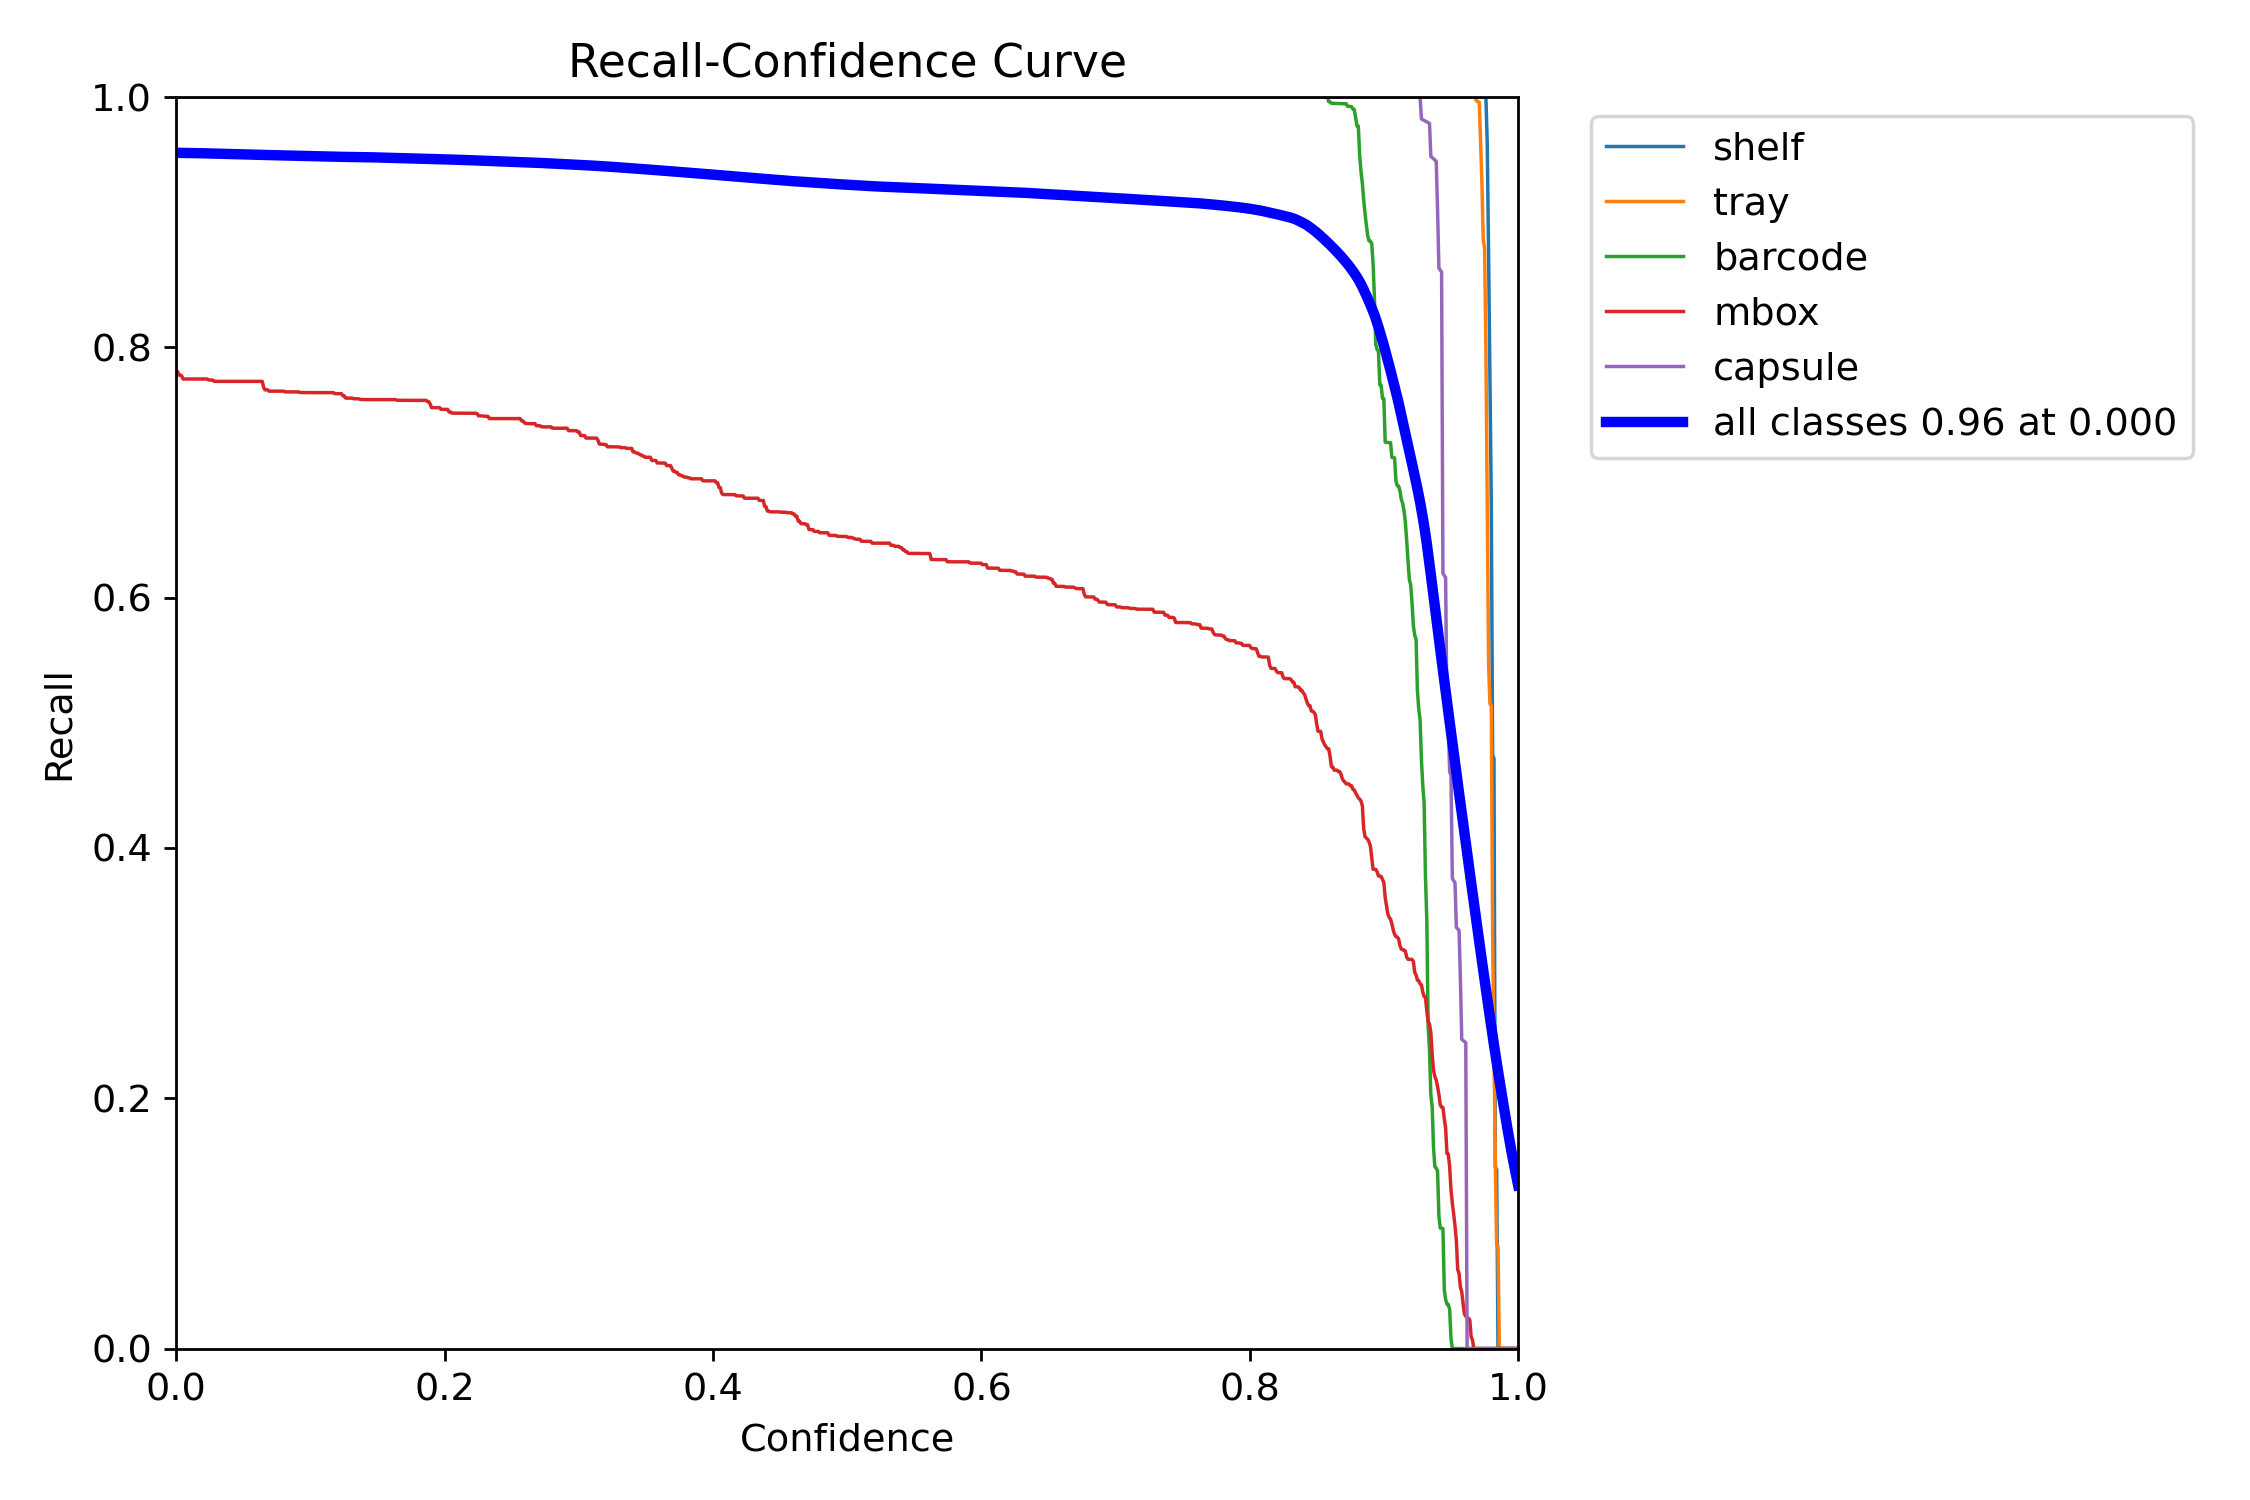 Recall-Confidence Curve
1.0
0.8
0.6
0.4
0.2
0.0
Recall
0.0 0.2 0.4 0.6 0.8 1.0
Confidence
shelf
tray
barcode
mbox
capsule
all classes 0.96 at 0.000